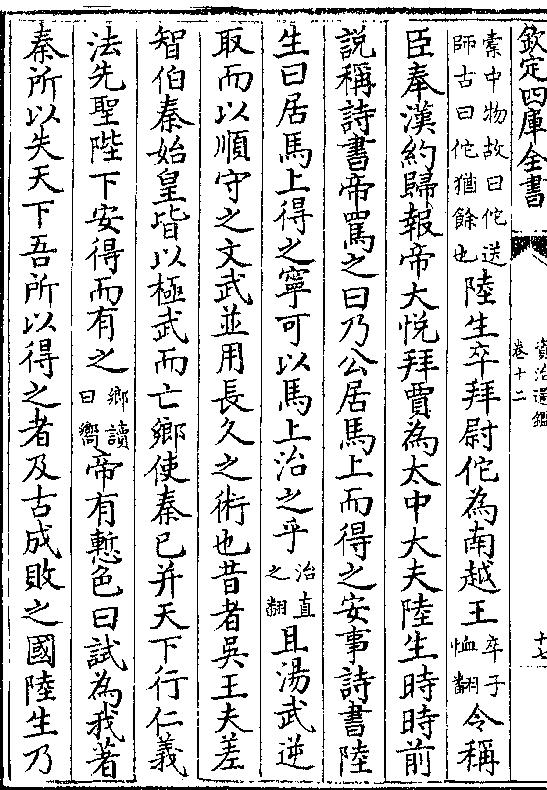 欽定四庫全書
資治通鑑
卷十二
十七
橐中物故曰佗送
師古曰佗猶餘也
陸生卒拜尉佗為南越王
卒子
恤翻
令稱
臣奉漢約歸報帝大悅拜賈為太中大夫陸生時時前
說稱詩書帝罵之曰乃公居馬上而得之安事詩書陸
生曰居馬上得之寧可以馬上治之乎
治直
之翻
且湯武逆
取而以順守之文武並用長久之術也昔者吳王夫差
智伯秦始皇皆以極武而亡鄉使秦已并天下行仁義
法先聖陛下安得而有之
鄉讀
曰嚮
帝有慙色曰試為我著
秦所以失天下吾所以得之者及古成敗之國陸生乃